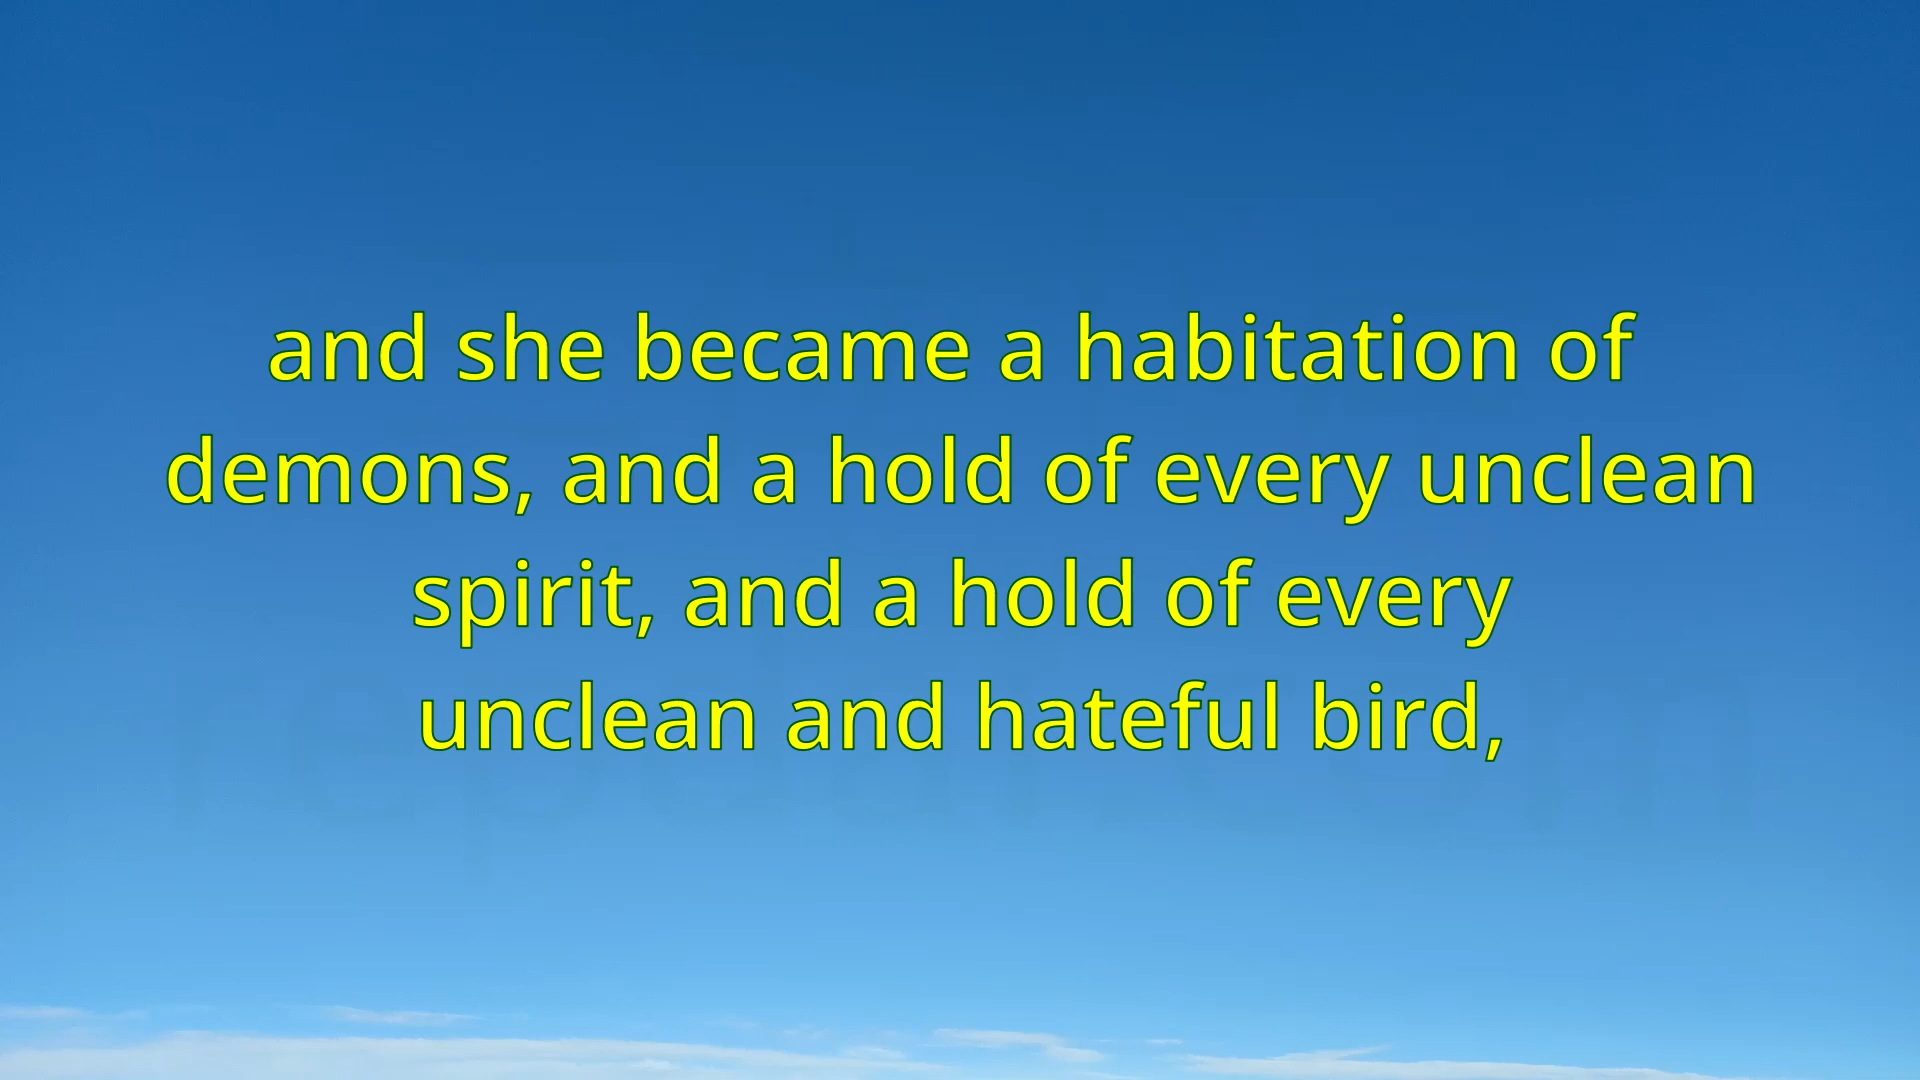 and she became a habitation of
demons, and a hold of every unclean
spirit, and a hold of every
unclean and hateful bird,